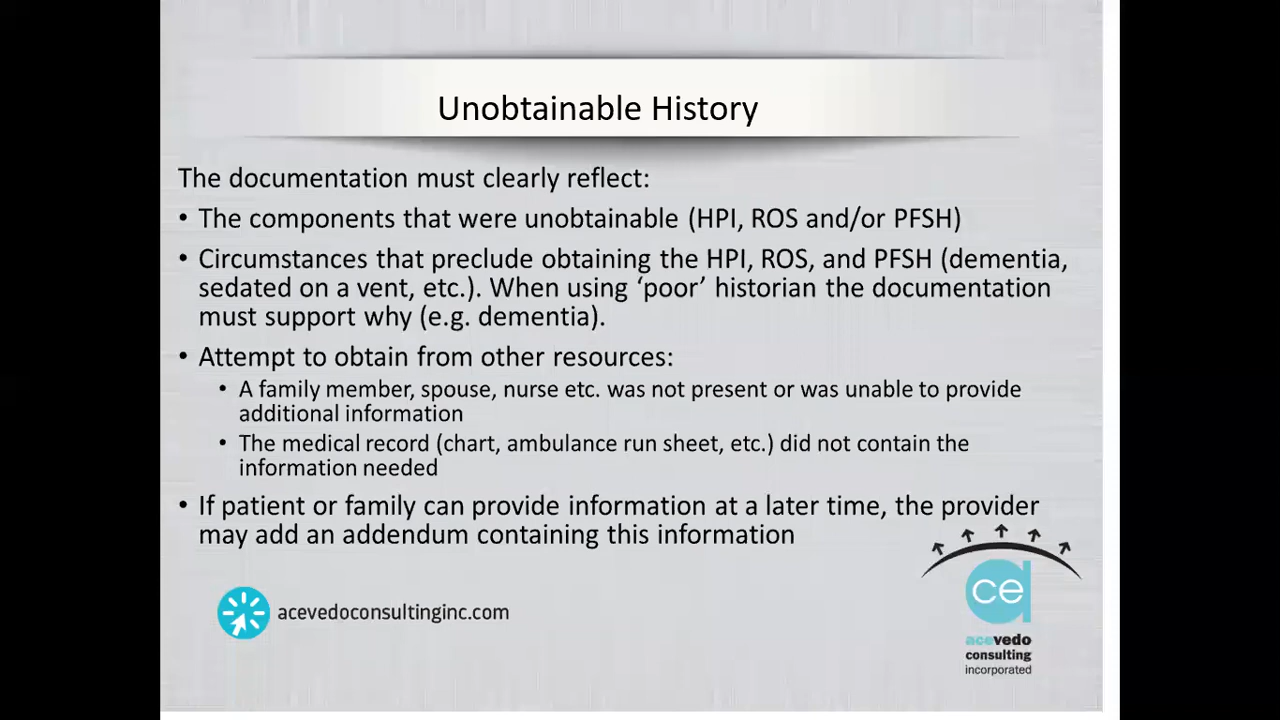 Unobtainable History
The documentation must clearly reflect:
• The components that were unobtainable (HPI, ROS and/or PFSH)
• Circumstances that preclude obtaining the HPI, ROS, and PFSH (dementia,
sedated on a vent, etc.). When using ‘poor’ historian the documentation
must support why (e.g. dementia).
• Attempt to obtain from other resources:
• A family member, spouse, nurse etc. was not present or was unable to provide
additional information
• The medical record (chart, ambulance run sheet, etc.) did not contain the
information needed
• If patient or family can provide information at a later time, the provider
may add an addendum containing this information
acevedoconsultinginc.com
ce
acevedo
consulting
incorporated